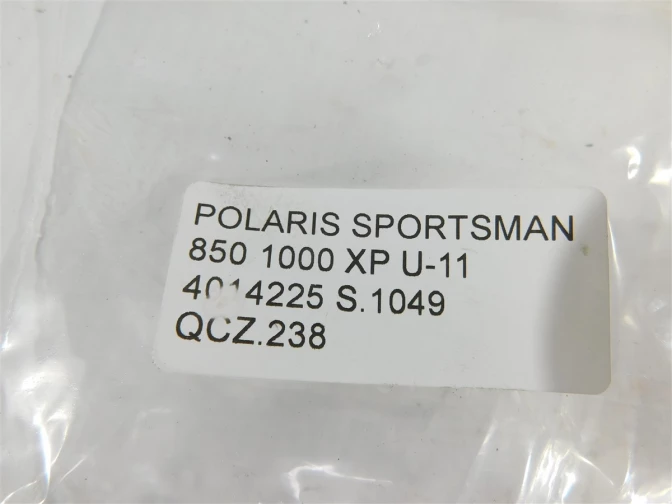 POLARIS SPORTSMAN
850 1000 XP U-11
4014225 S.1049
QCZ.238